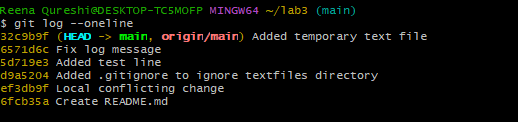 Reena Qureshi@DESKTOP-TC5MOFP MINGW64 ~/lab3 (main)
$ git log --oneline
32c9b9f (HEAD -> main, origin/main) Added temporary text file
6571d6c Fix log message
5d719e3 Added test line
d9a5204 Added .gitignore to ignore textfiles directory
ef3db9f Local conflicting change
6fcb35a Create README.md